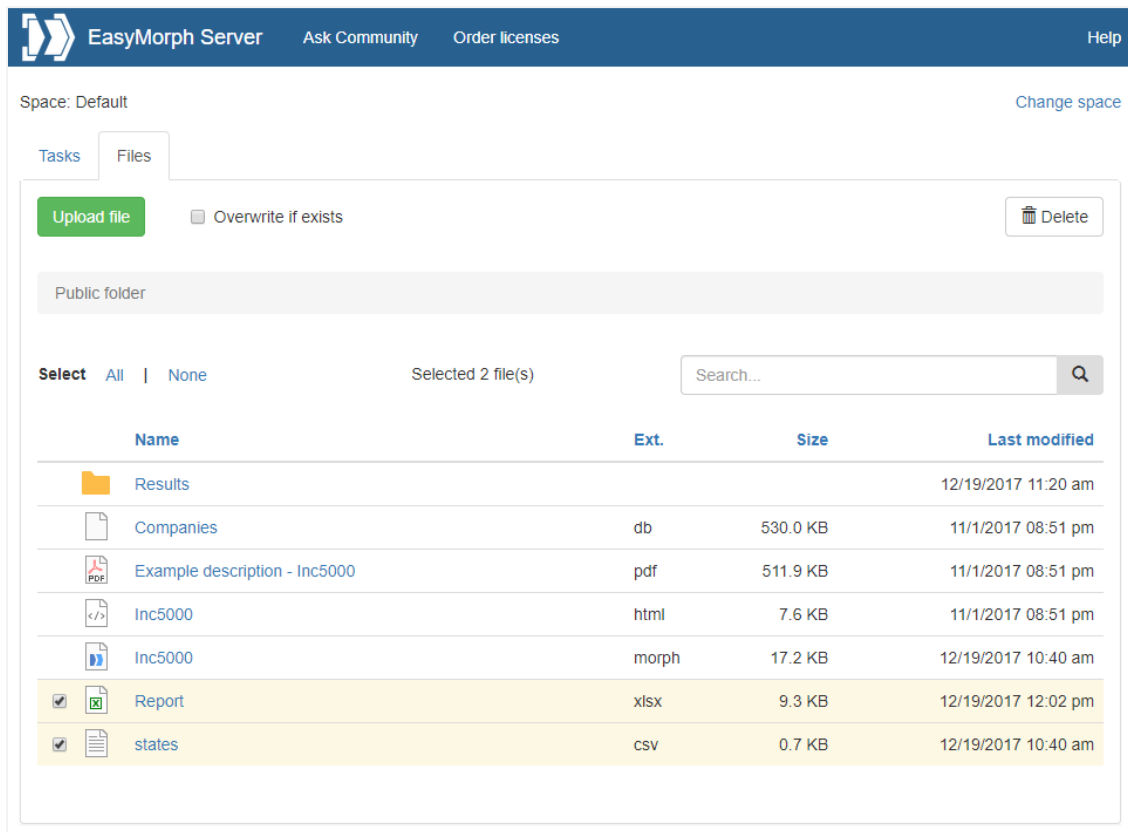 EasyMorph Server Ask Community Order licenses Help
Space: Default Change space
Tasks Files
Upload file Overwrite if exists Delete
Public folder
Select All | None Selected 2 file(s) Search...
Name Ext. Size Last modified
Results 12/19/2017 11:20 am
Companies db 530.0 KB 11/1/2017 08:51 pm
PDF Example description - Inc5000 pdf 511.9 KB 11/1/2017 08:51 pm
</> Inc5000 html 7.6 KB 11/1/2017 08:51 pm
Inc5000 morph 17.2 KB 12/19/2017 10:40 am
Report xlsx 9.3 KB 12/19/2017 12:02 pm
states csv 0.7 KB 12/19/2017 10:40 am